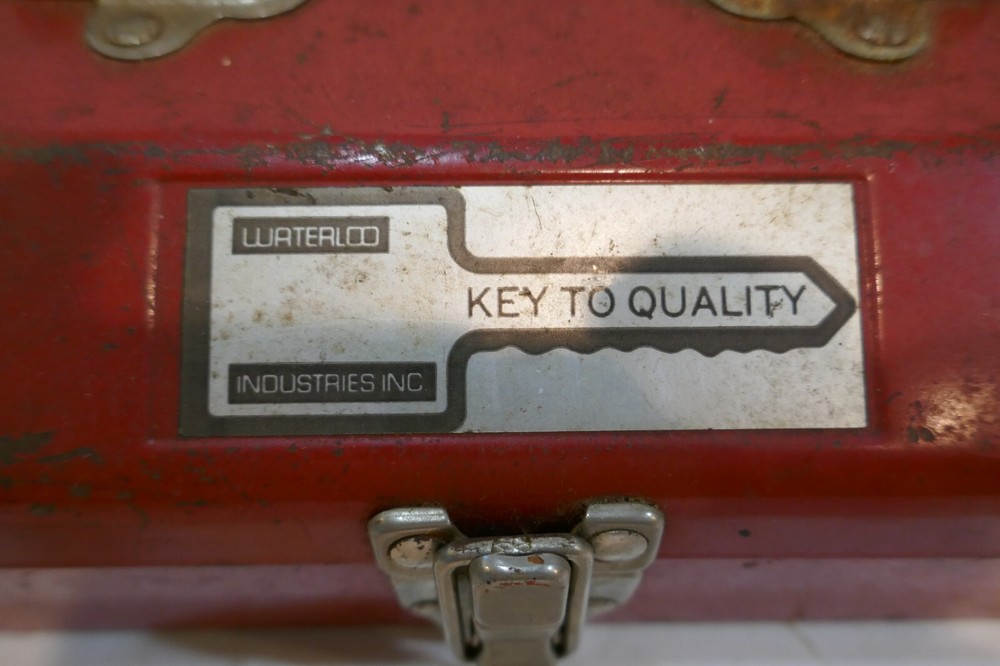 WATERLOO
KEY TO QUALITY
INDUSTRIES INC.